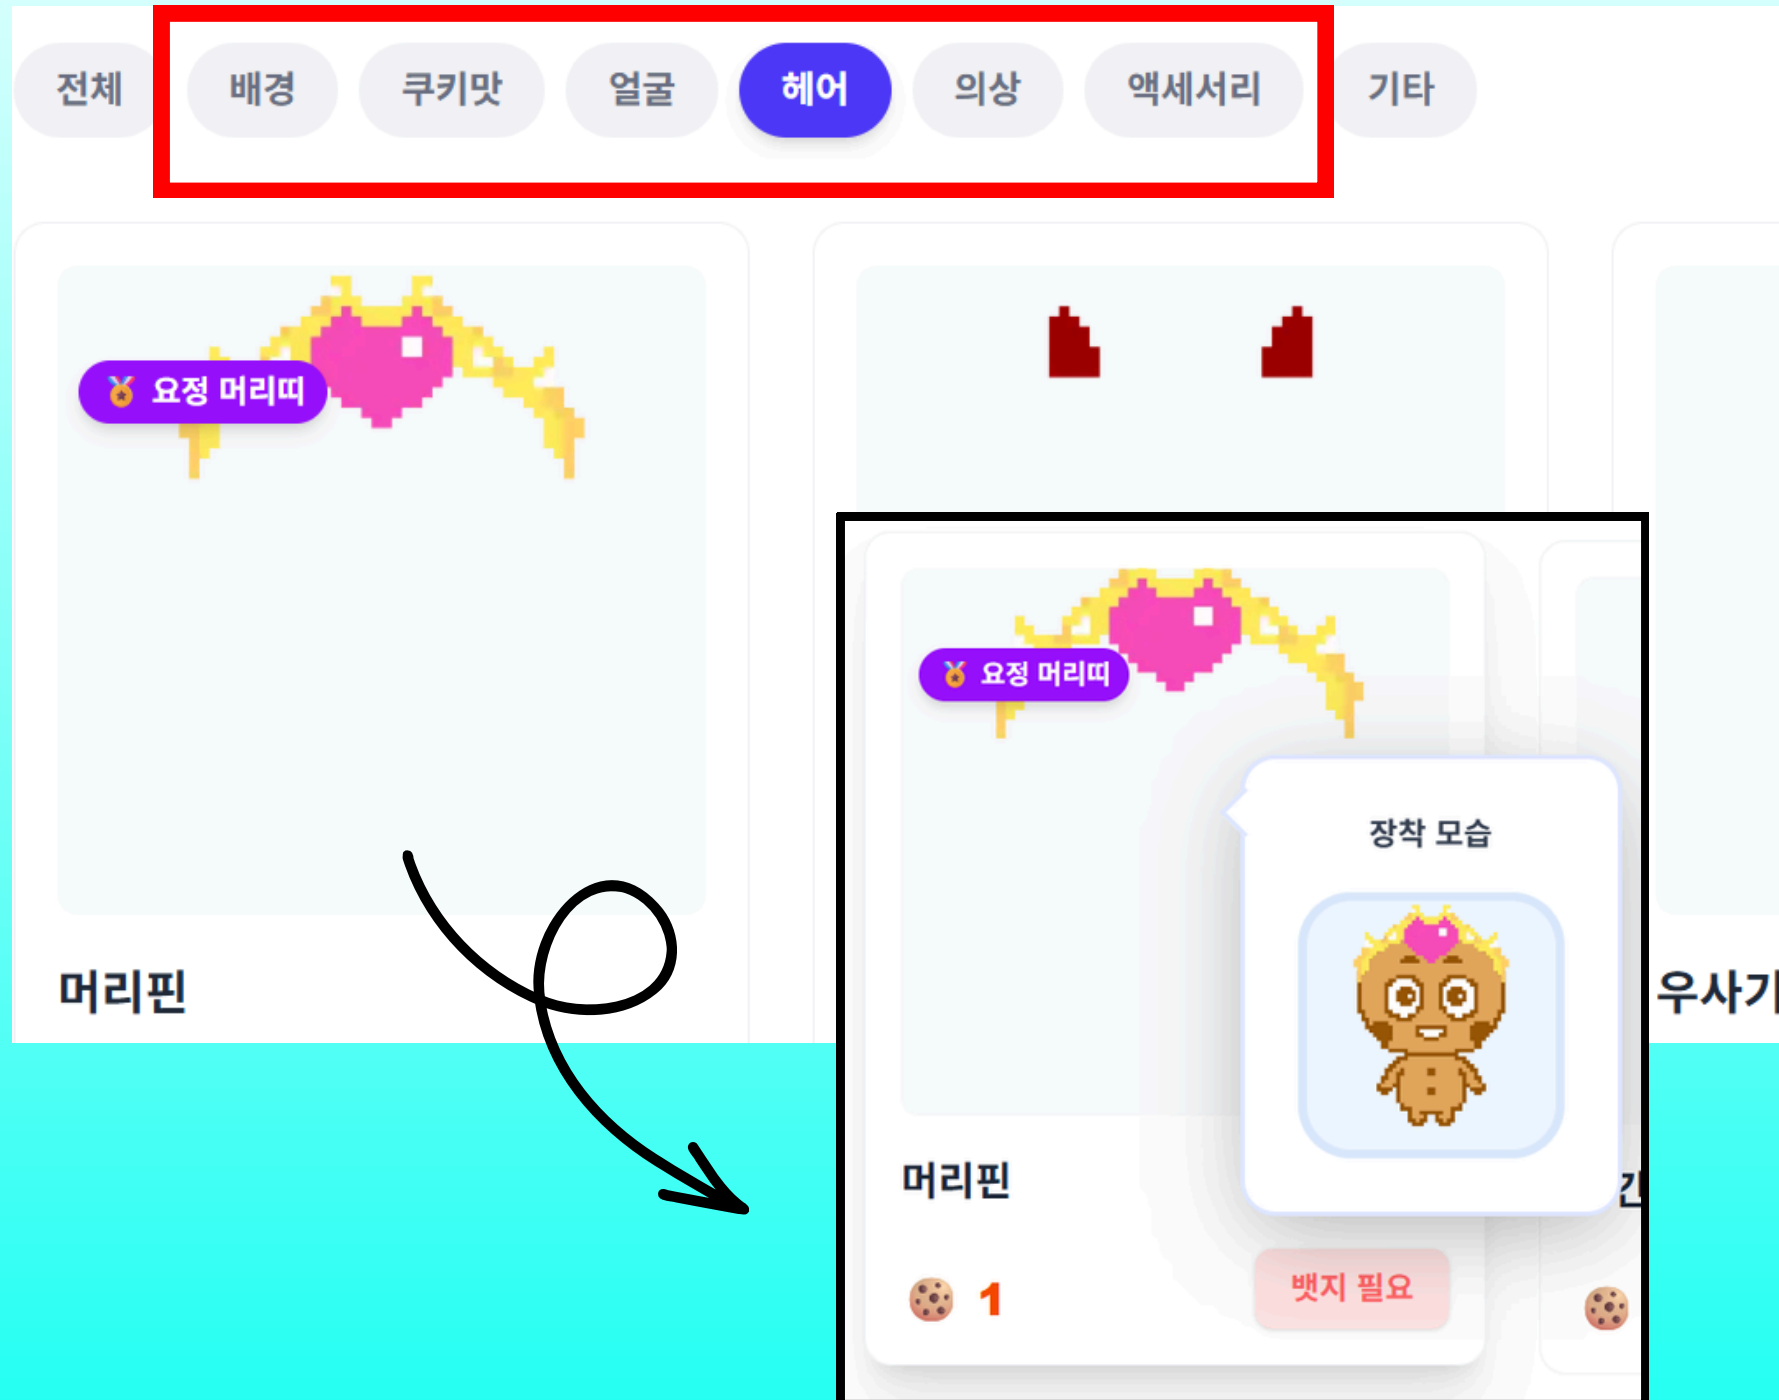 전체 배경 쿠키맛 얼굴 헤어 의상 액세서리 기타
요정 머리띠
머리핀
우사기
요정 머리띠
장착 모습
머리핀
1
뱃지 필요